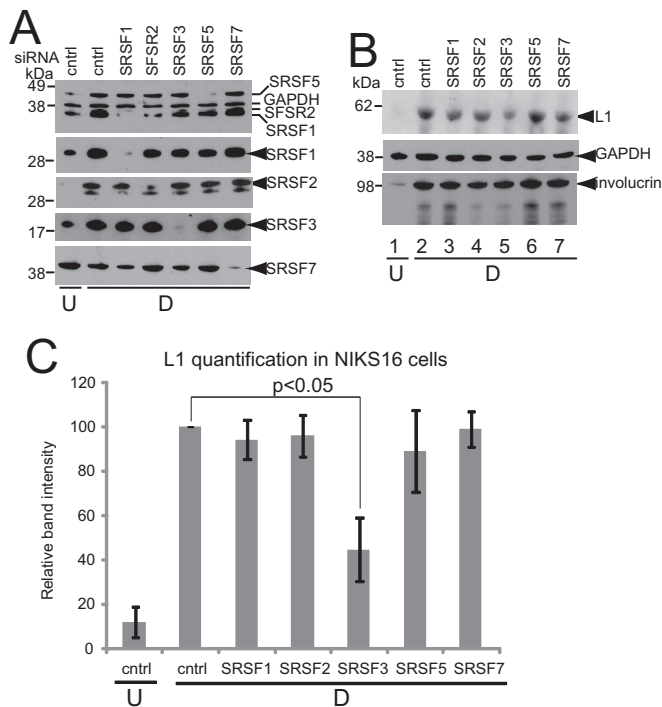 A
siRNA cntrl cntrl SRSF1 SFSR2 SRSF3 SRSF5 SRSF7
kDa
49
38
SRSF5
GAPDH
SFSR2
SRSF1
28
SRSF1
28
SRSF2
17
SRSF3
38
SRSF7
U D
B
cntrl cntrl SRSF1 SRSF2 SRSF3 SRSF5 SRSF7
kDa
62
L1
38
GAPDH
98
involucrin
1 2 3 4 5 6 7
U D
C
L1 quantification in NIKS16 cells
p<0.05
Relative band intensity
120
100
80
60
40
20
0
cntrl cntrl SRSF1 SRSF2 SRSF3 SRSF5 SRSF7
U D